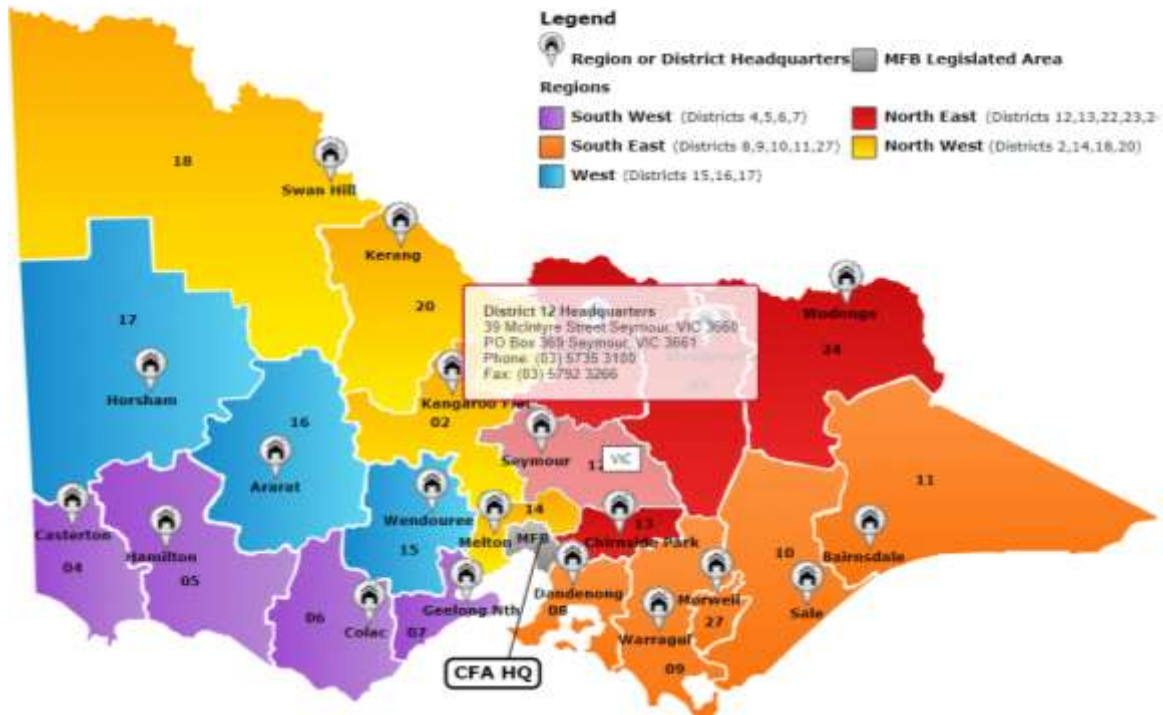 Legend
Region or District Headquarters
MFB Legislated Area
Regions
South West (Districts 4,5,6,7)
North East (Districts 12,13,22,23,2
South East (Districts 8,9,10,11,27)
North West (Districts 2,14,18,20)
West (Districts 15,16,17)
18
Swan Hill
Kerang
17
20
District 12 Headquarters
39 McIntyre Street Seymour, VIC 3660
PO Box 369 Seymour, VIC 3661
Phone: (03) 5735 3100
Fax: (03) 5792 3266
Wodonga
24
Horsham
Kangaroo Flat
16
02
Seymour
12
VIC
Ararat
11
Casterton
Wendouree
14
13
Melton
MFB
Chirnside Park
Hamilton
15
10
Bairnsdale
04
05
Geelong Nth
Dandenong
Morwell
Sale
06
08
Colac
07
27
Warragul
CFA HQ
09